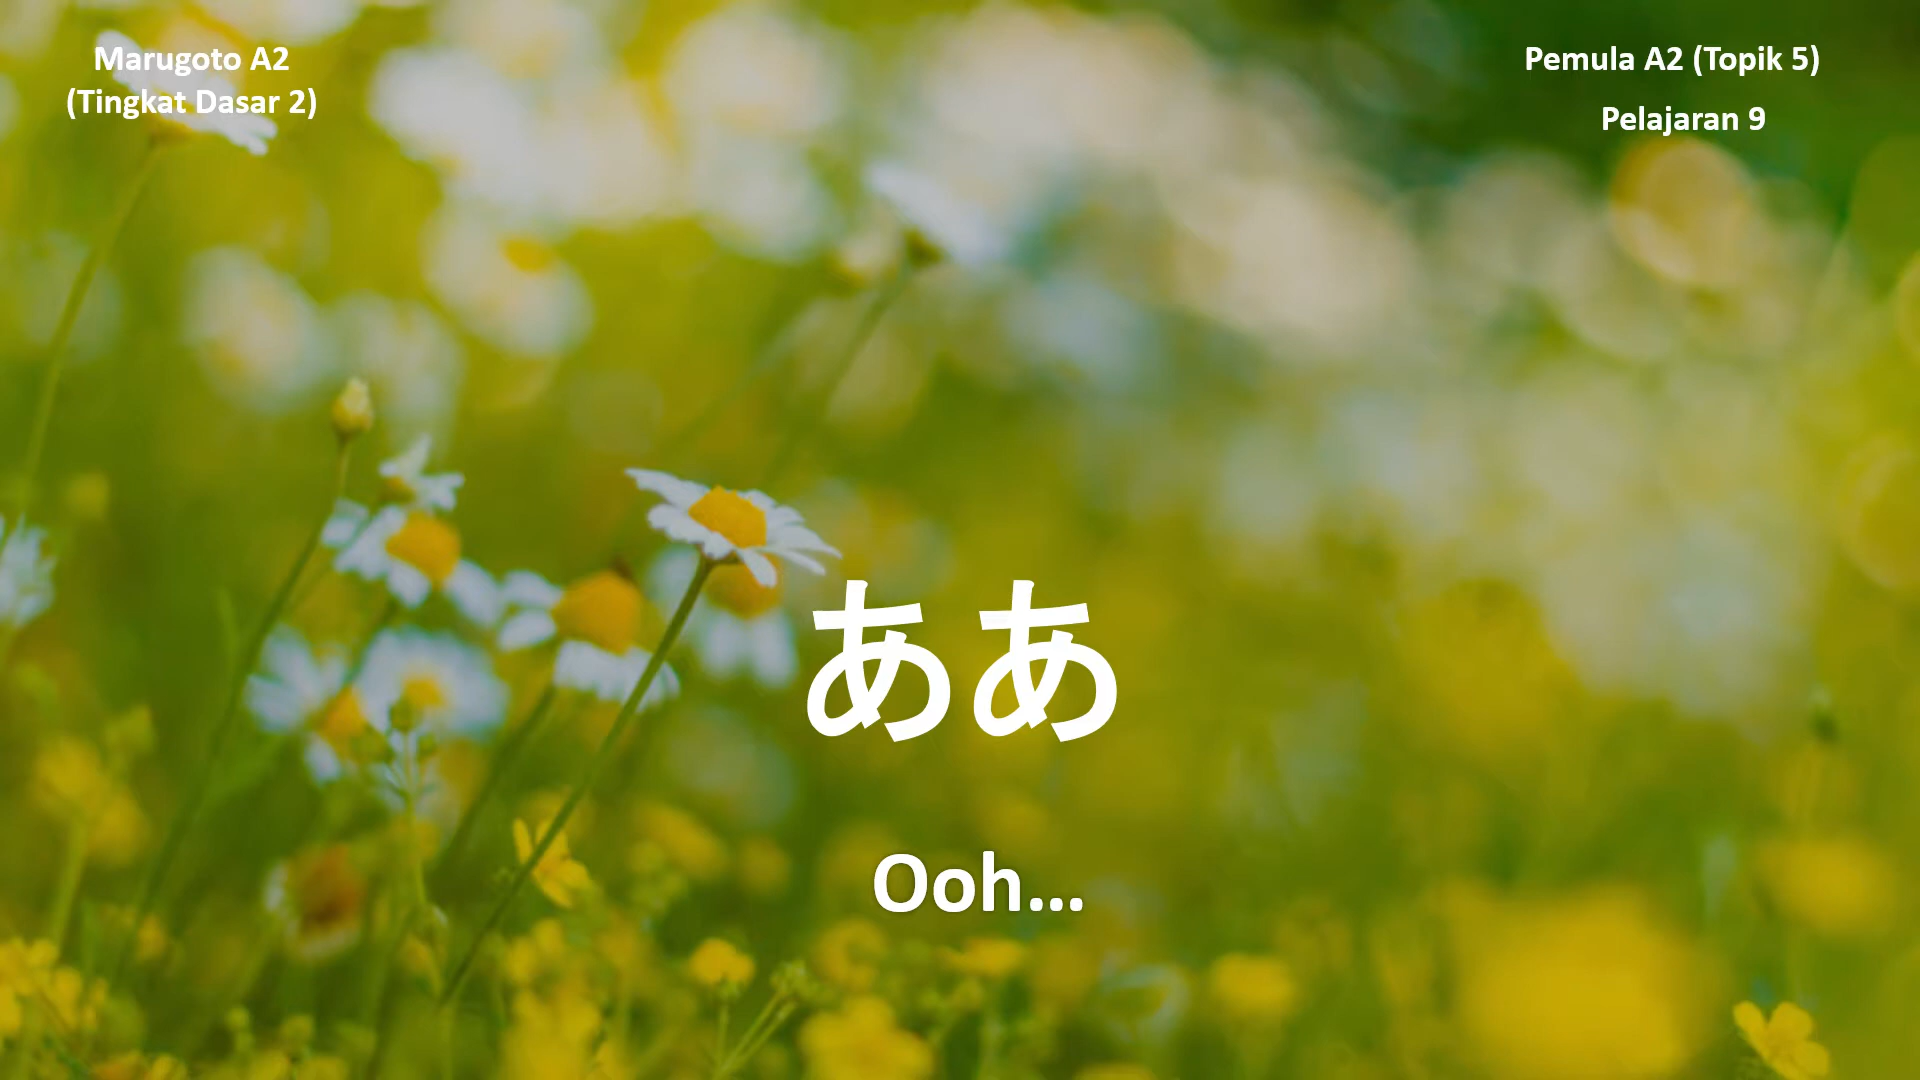 Marugoto A2
(Tingkat Dasar 2)
Pemula A2 (Topik 5)
Pelajaran 9
ああ
Ooh...